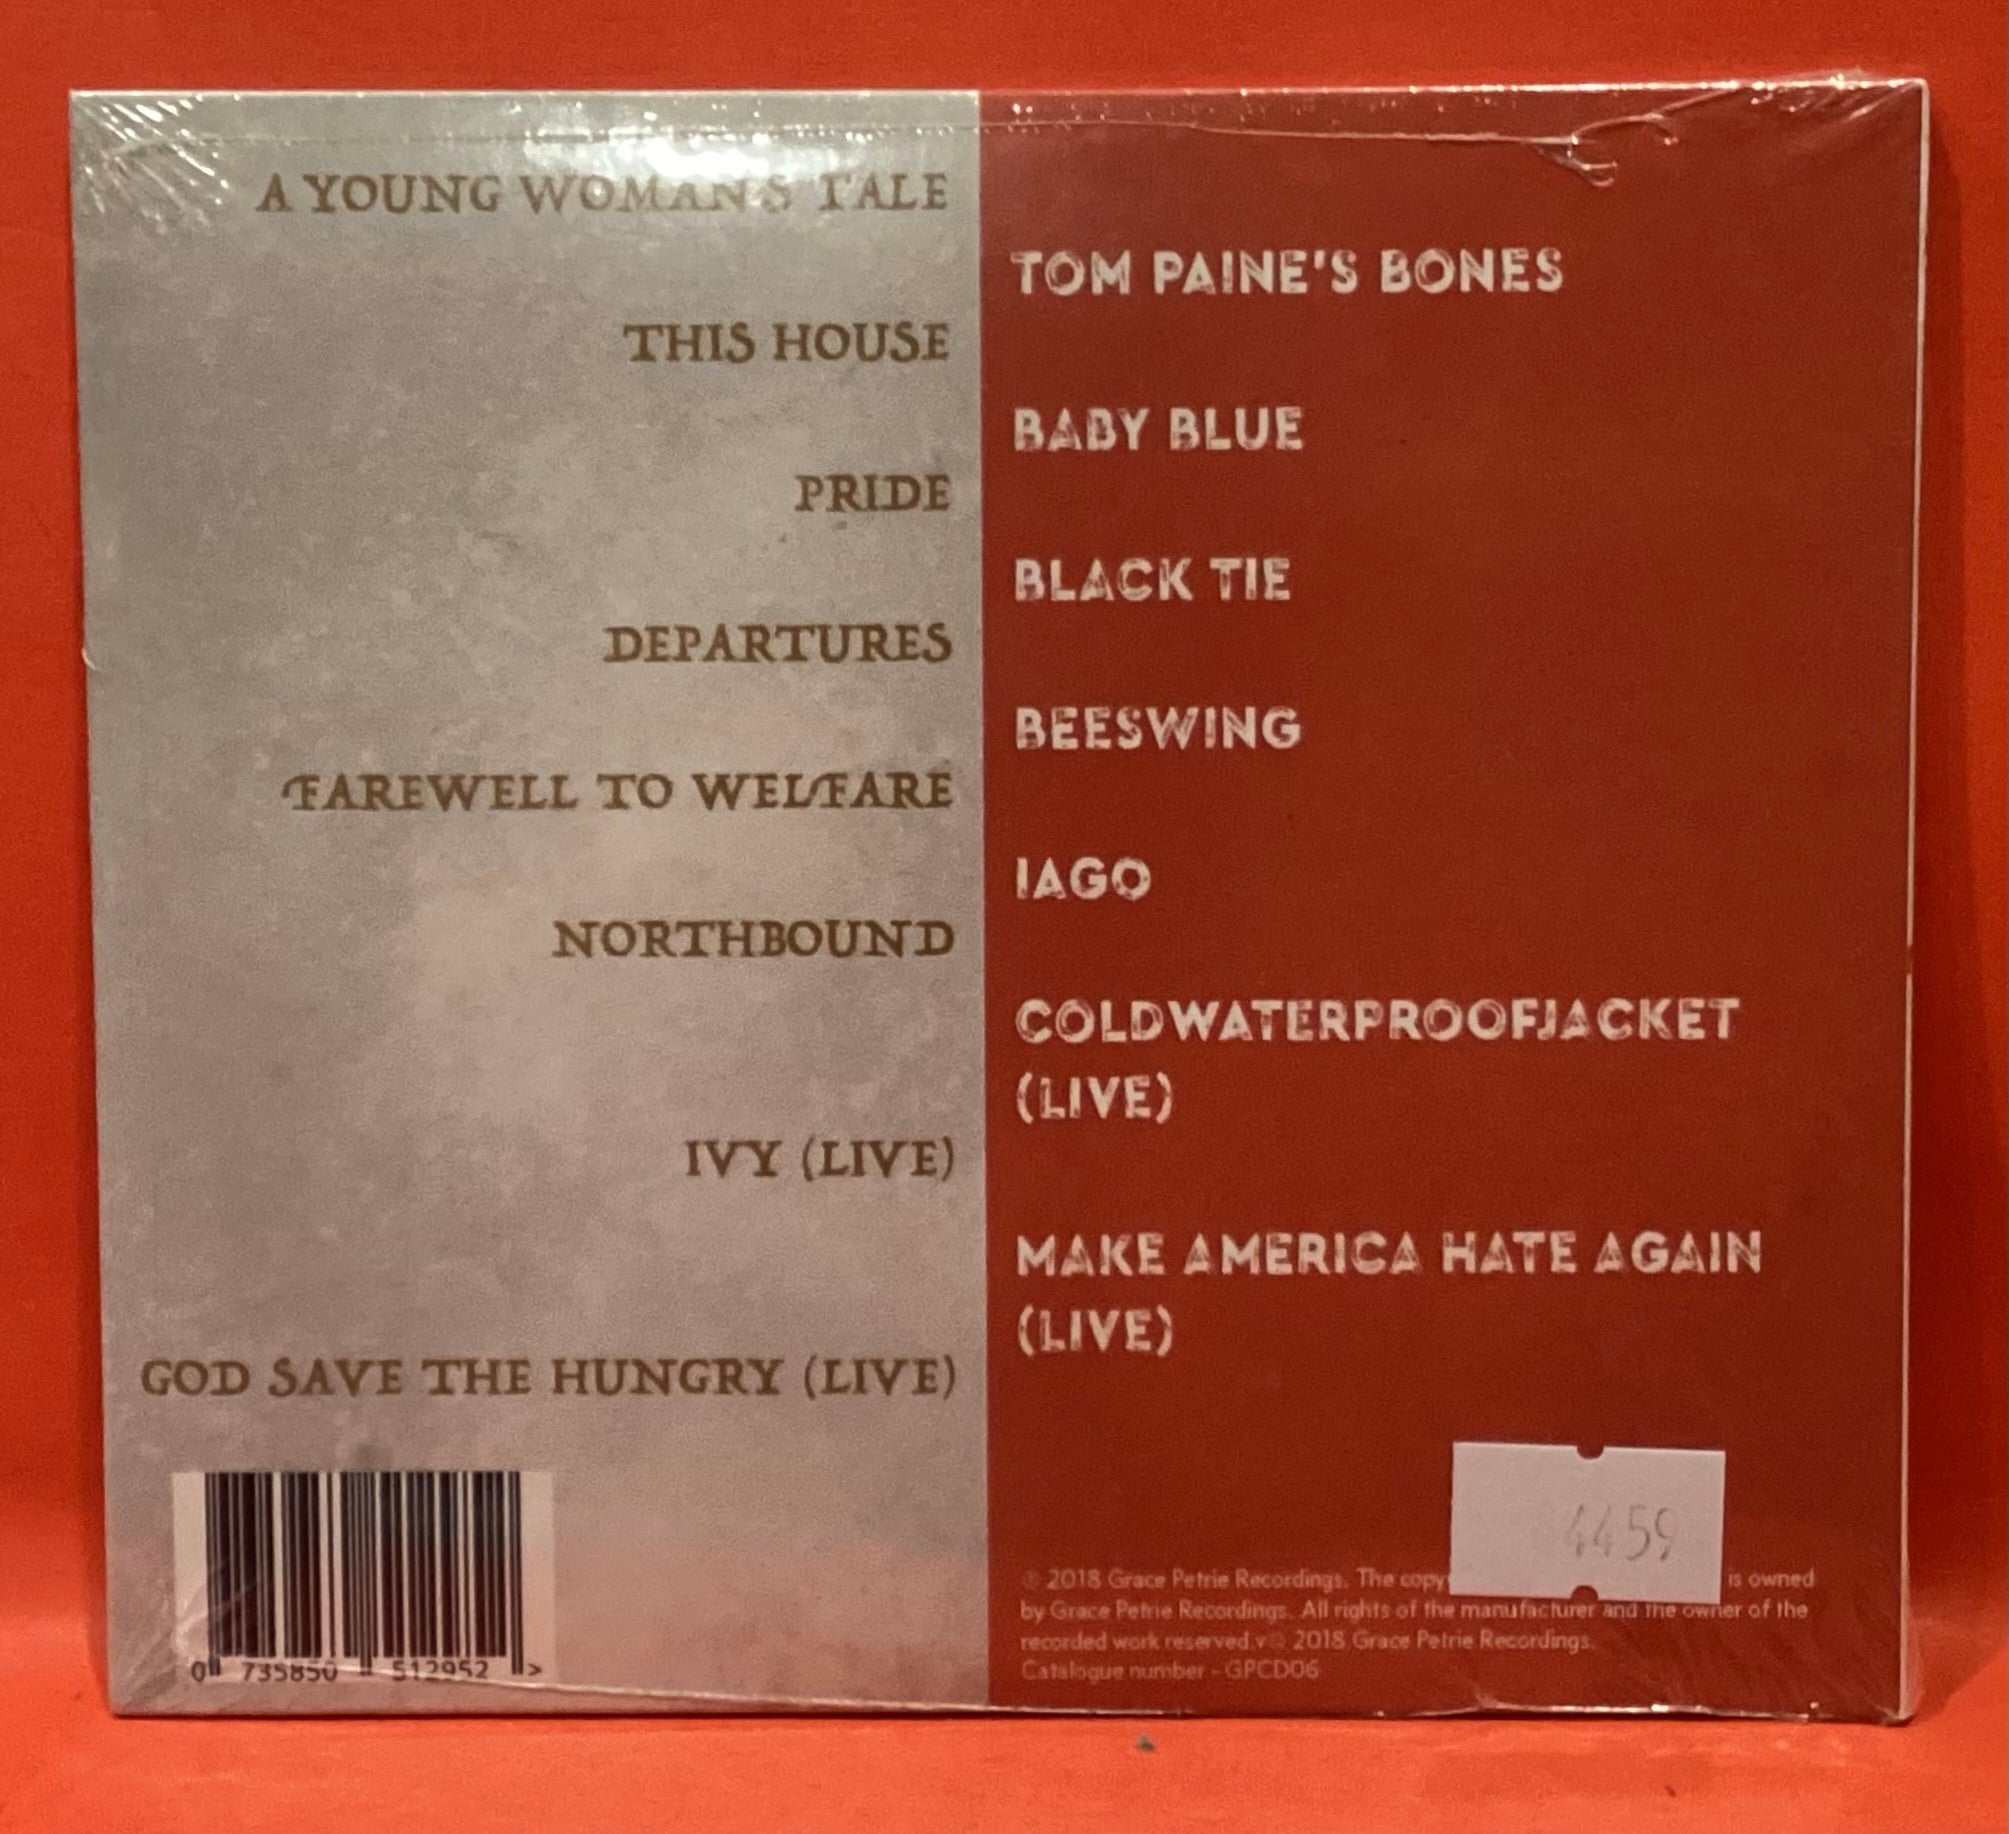 A YOUNG WOMAN'S TALE
THIS HOUSE
PRIDE
DEPARTURES
FAREWELL TO WELFARE
NORTHBOUND
IVY (LIVE)
GOD SAVE THE HUNGRY (LIVE)
0 735850 512952 >
TOM PAINE'S BONES
BABY BLUE
BLACK TIE
BEESWING
IAGO
COLDWATERPROOFJACKET
(LIVE)
MAKE AMERICA HATE AGAIN
(LIVE)
4459
℗ 2018 Grace Petrie Recordings. The copy is owned
by Grace Petrie Recordings. All rights of the manufacturer and the owner of the
recorded work reserved.v© 2018 Grace Petrie Recordings.
Catalogue number - GPCD06